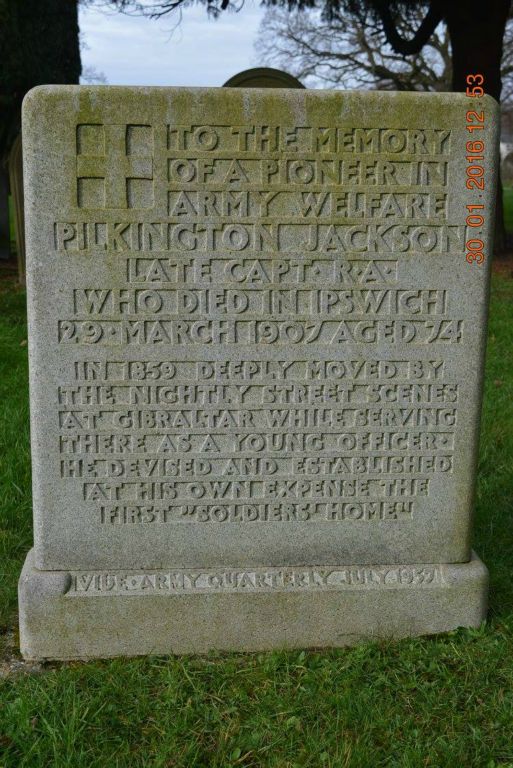 TO THE MEMORY
OF A PIONEER IN
ARMY WELFARE
PILKINGTON JACKSON
LATE CAPT · R · A ·
WHO DIED IN IPSWICH
29 · MARCH 1907 AGED 74
IN 1859 DEEPLY MOVED BY
THE NIGHTLY STREET SCENES
AT GIBRALTAR WHILE SERVING
THERE AS A YOUNG OFFICER ·
HE DEVISED AND ESTABLISHED
AT HIS OWN EXPENSE THE
FIRST "SOLDIERS' HOME"
VIDE · ARMY QUARTERLY JULY 1937
30.01.2016 12:53